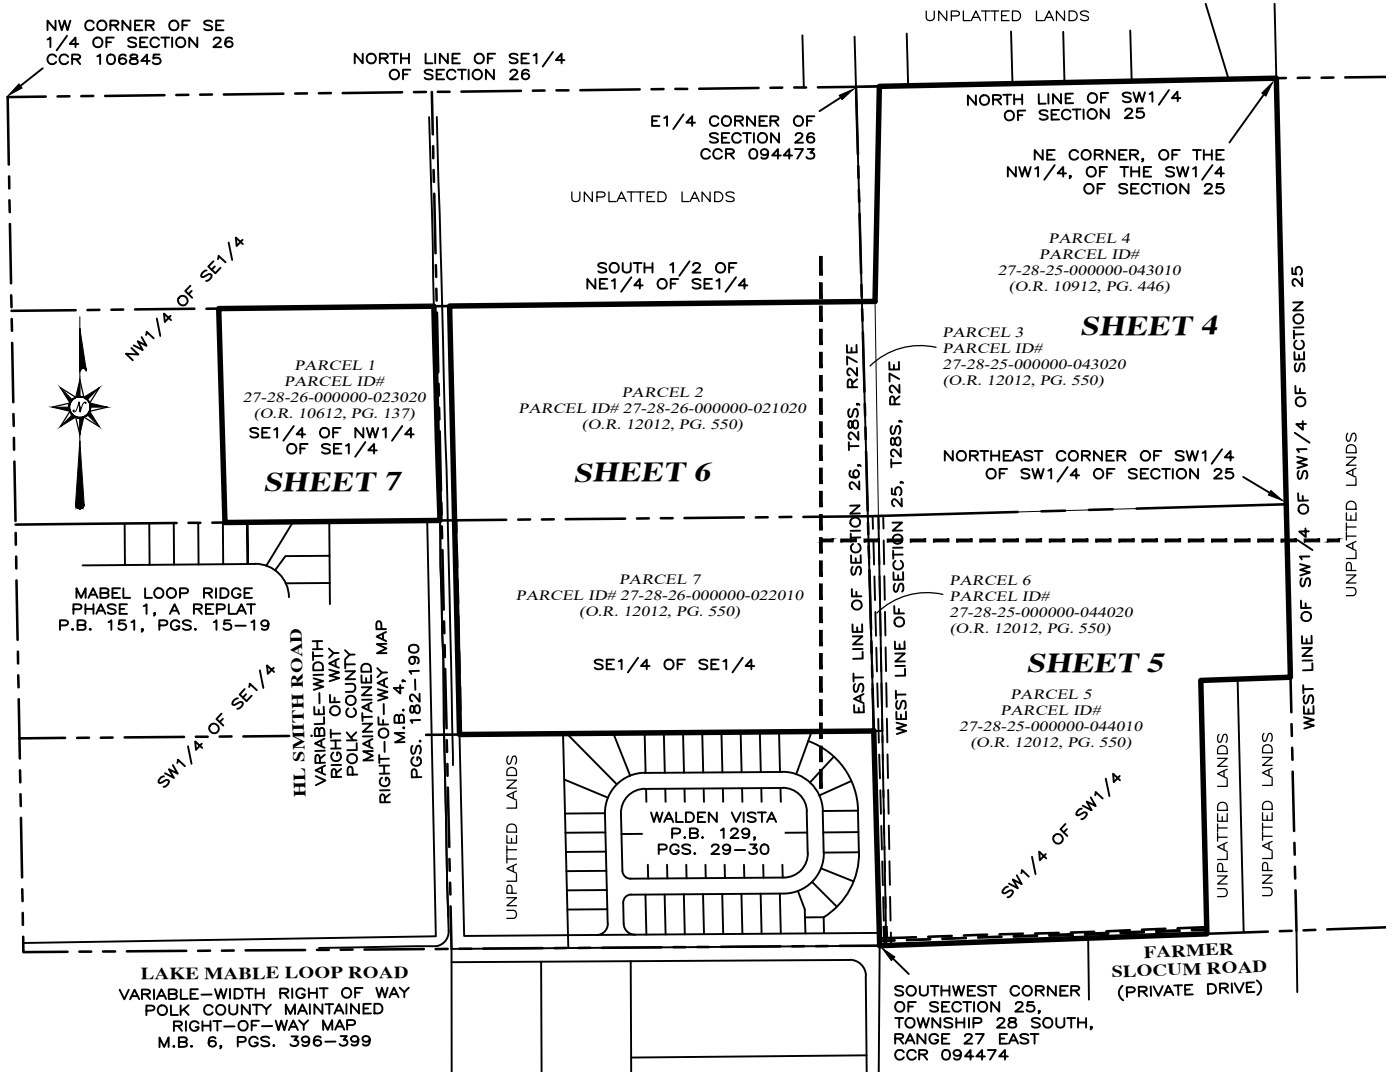 NW CORNER OF SE
1/4 OF SECTION 26
CCR 106845
NORTH LINE OF SE1/4
OF SECTION 26
UNPLATTED LANDS
E1/4 CORNER OF
SECTION 26
CCR 094473
NORTH LINE OF SW1/4
OF SECTION 25
NE CORNER, OF THE
NW1/4, OF THE SW1/4
OF SECTION 25
UNPLATTED LANDS
NW1/4 OF SE1/4
SOUTH 1/2 OF
NE1/4 OF SE1/4
PARCEL 4
PARCEL ID#
27-28-25-000000-043010
(O.R. 10912, PG. 446)
SHEET 4
PARCEL 3
PARCEL ID#
27-28-25-000000-043020
(O.R. 12012, PG. 550)
N
PARCEL 1
PARCEL ID#
27-28-26-000000-023020
(O.R. 10612, PG. 137)
SE1/4 OF NW1/4
OF SE1/4
SHEET 7
PARCEL 2
PARCEL ID# 27-28-26-000000-021020
(O.R. 12012, PG. 550)
SHEET 6
EAST LINE OF SECTION 26, T28S, R27E
WEST LINE OF SECTION 25, T28S, R27E
NORTHEAST CORNER OF SW1/4
OF SW1/4 OF SECTION 25
WEST LINE OF SW1/4 OF SW1/4 OF SECTION 25
UNPLATTED LANDS
MABEL LOOP RIDGE
PHASE 1, A REPLAT
P.B. 151, PGS. 15-19
PARCEL 7
PARCEL ID# 27-28-26-000000-022010
(O.R. 12012, PG. 550)
SE1/4 OF SE1/4
PARCEL 6
PARCEL ID#
27-28-25-000000-044020
(O.R. 12012, PG. 550)
SHEET 5
PARCEL 5
PARCEL ID#
27-28-25-000000-044010
(O.R. 12012, PG. 550)
SW1/4 OF SE1/4
HL SMITH ROAD
VARIABLE-WIDTH
RIGHT OF WAY
POLK COUNTY
MAINTAINED
RIGHT-OF-WAY MAP
M.B. 4,
PGS. 182-190
UNPLATTED LANDS
WALDEN VISTA
P.B. 129,
PGS. 29-30
SW1/4 OF SW1/4
UNPLATTED LANDS
UNPLATTED LANDS
LAKE MABLE LOOP ROAD
VARIABLE-WIDTH RIGHT OF WAY
POLK COUNTY MAINTAINED
RIGHT-OF-WAY MAP
M.B. 6, PGS. 396-399
SOUTHWEST CORNER
OF SECTION 25,
TOWNSHIP 28 SOUTH,
RANGE 27 EAST
CCR 094474
FARMER
SLOCUM ROAD
(PRIVATE DRIVE)